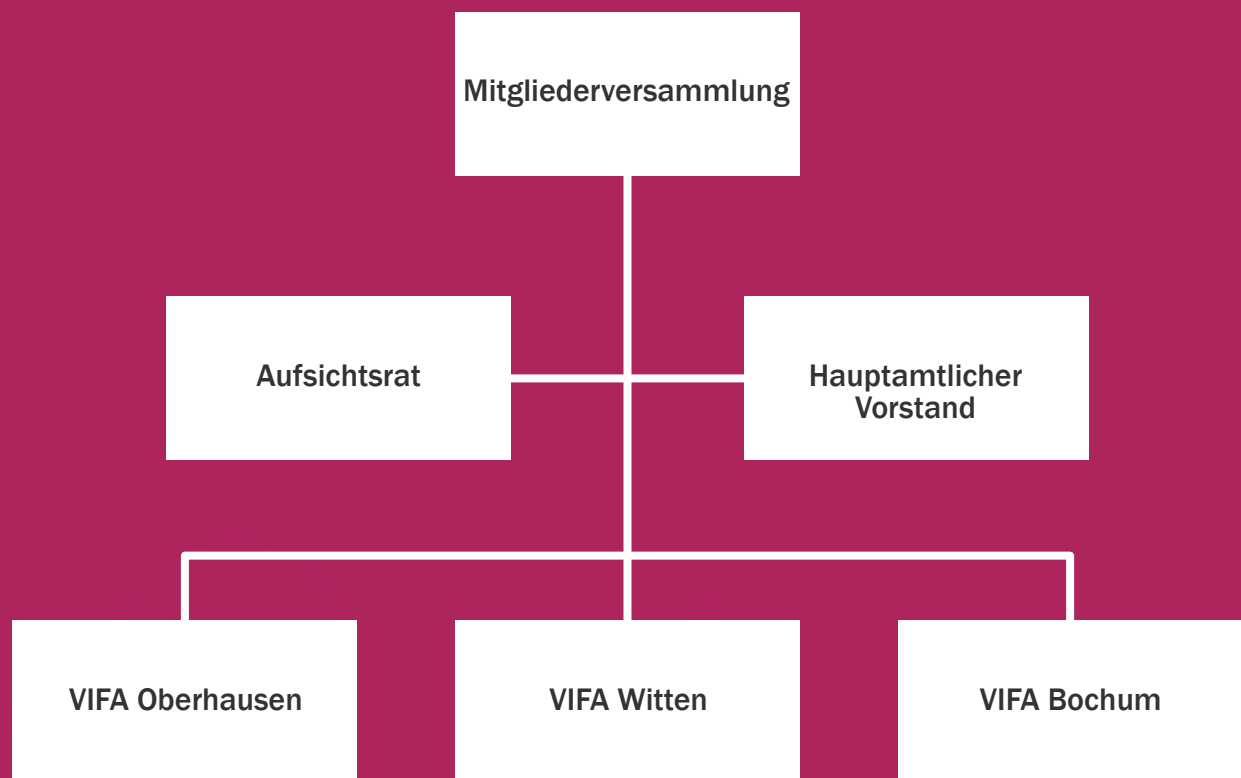 Mitgliederversammlung
Aufsichtsrat
Hauptamtlicher
Vorstand
VIFA Oberhausen
VIFA Witten
VIFA Bochum